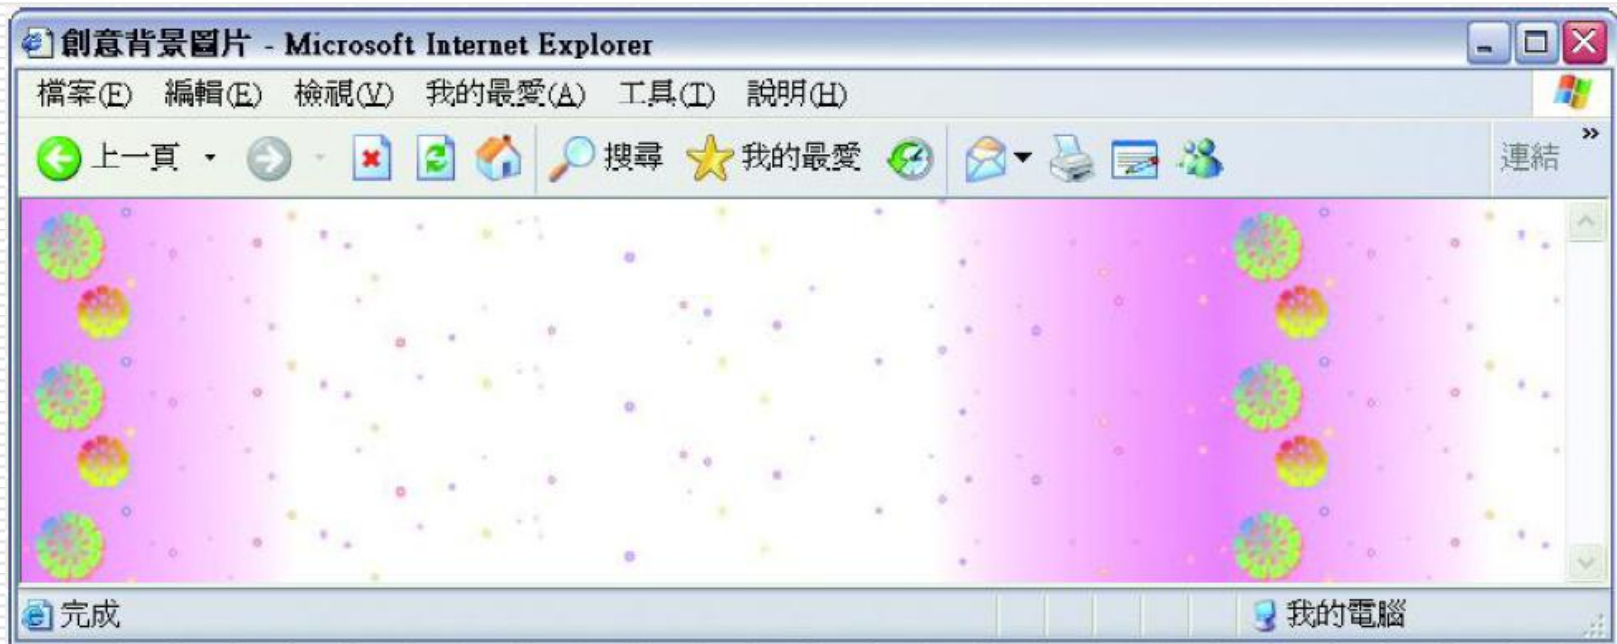 創意背景圖片 - Microsoft Internet Explorer
檔案(F) 編輯(E) 檢視(V) 我的最愛(A) 工具(T) 說明(H)
上一頁 搜尋 我的最愛 連結 »
完成 我的電腦